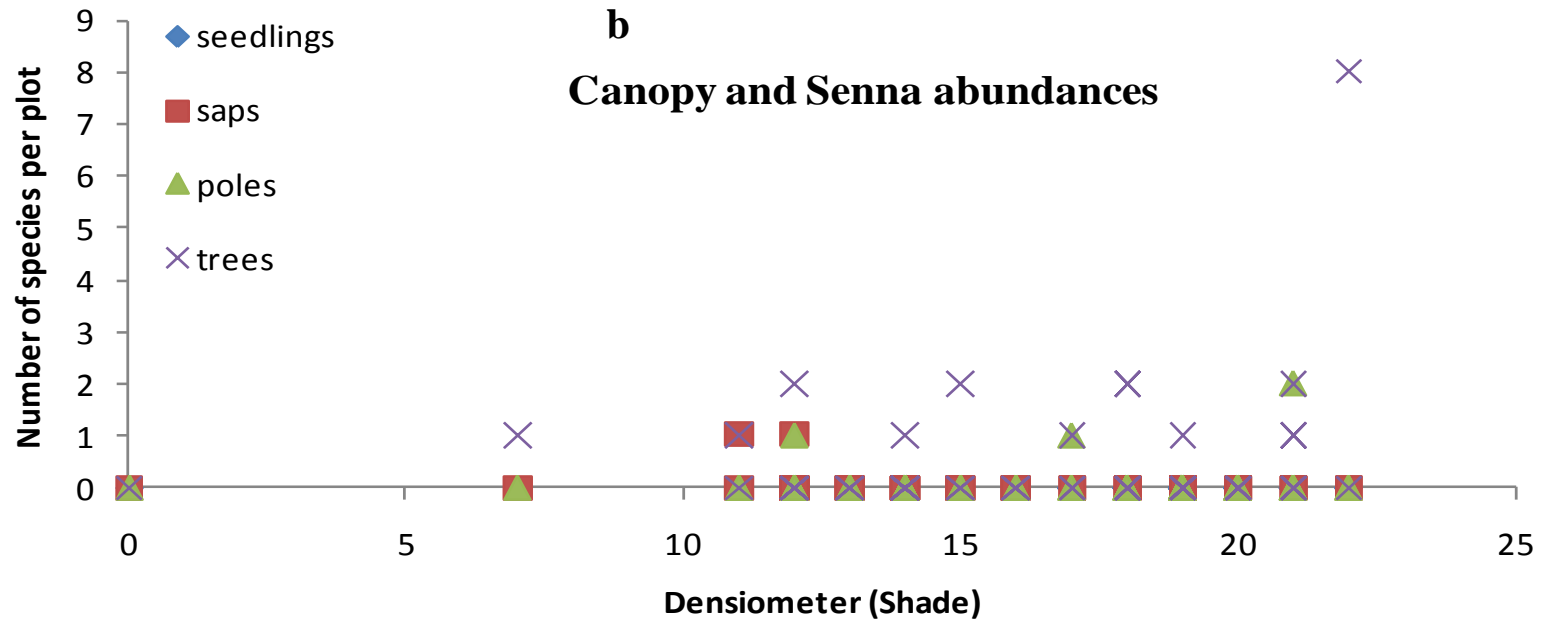 b
Canopy and Senna abundances
seedlings
saps
poles
trees
Number of species per plot
9
8
7
6
5
4
3
2
1
0
0 5 10 15 20 25
Densiometer (Shade)